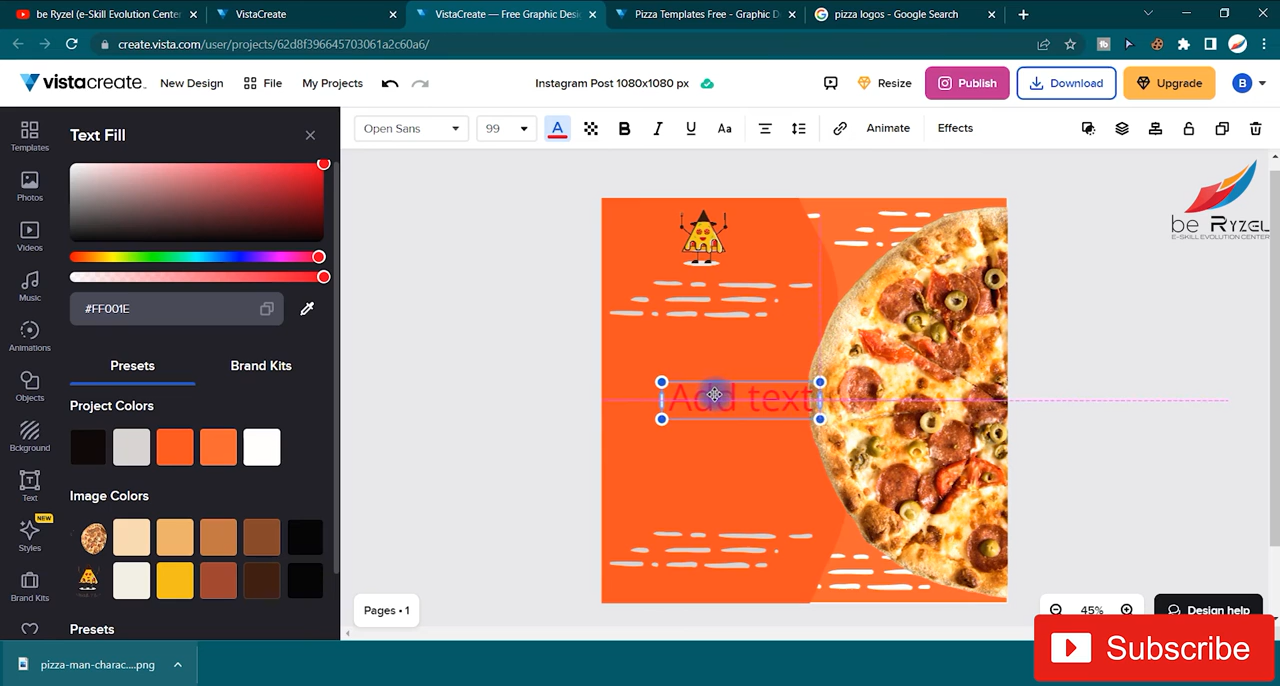 be Ryzel (e-Skill Evolution Center
VistaCreate
VistaCreate — Free Graphic Desi
Pizza Templates Free - Graphic D
pizza logos - Google Search
create.vista.com/user/projects/62d8f396645703061a2c60a6/
vistacreate
New Design
File
My Projects
Instagram Post 1080x1080 px
Resize
Publish
Download
Upgrade
B
Templates
Photos
Videos
Music
Animations
Objects
Bckground
Text
NEW
Styles
Brand Kits
Text Fill
#FF001E
Presets
Brand Kits
Project Colors
Image Colors
Presets
Open Sans
99
A
B
I
U
Aa
Animate
Effects
Add text
be RYZEL
E-SKILL EVOLUTION CENTER
Pages • 1
45%
Design help
pizza-man-charac....png
Subscribe